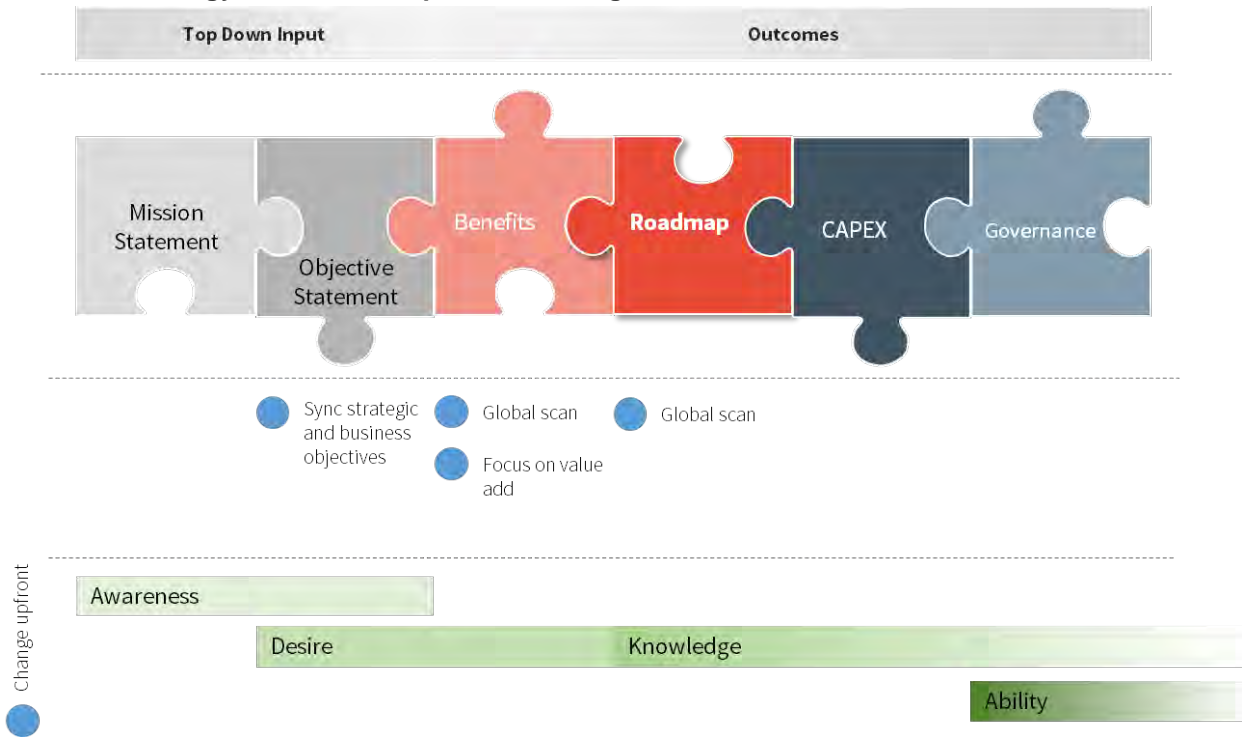 Top Down Input
Outcomes
Mission
Statement
Objective
Statement
Benefits
Roadmap
CAPEX
Governance
Sync strategic
and business
objectives
Global scan
Focus on value
add
Global scan
Change upfront
Awareness
Desire
Knowledge
Ability